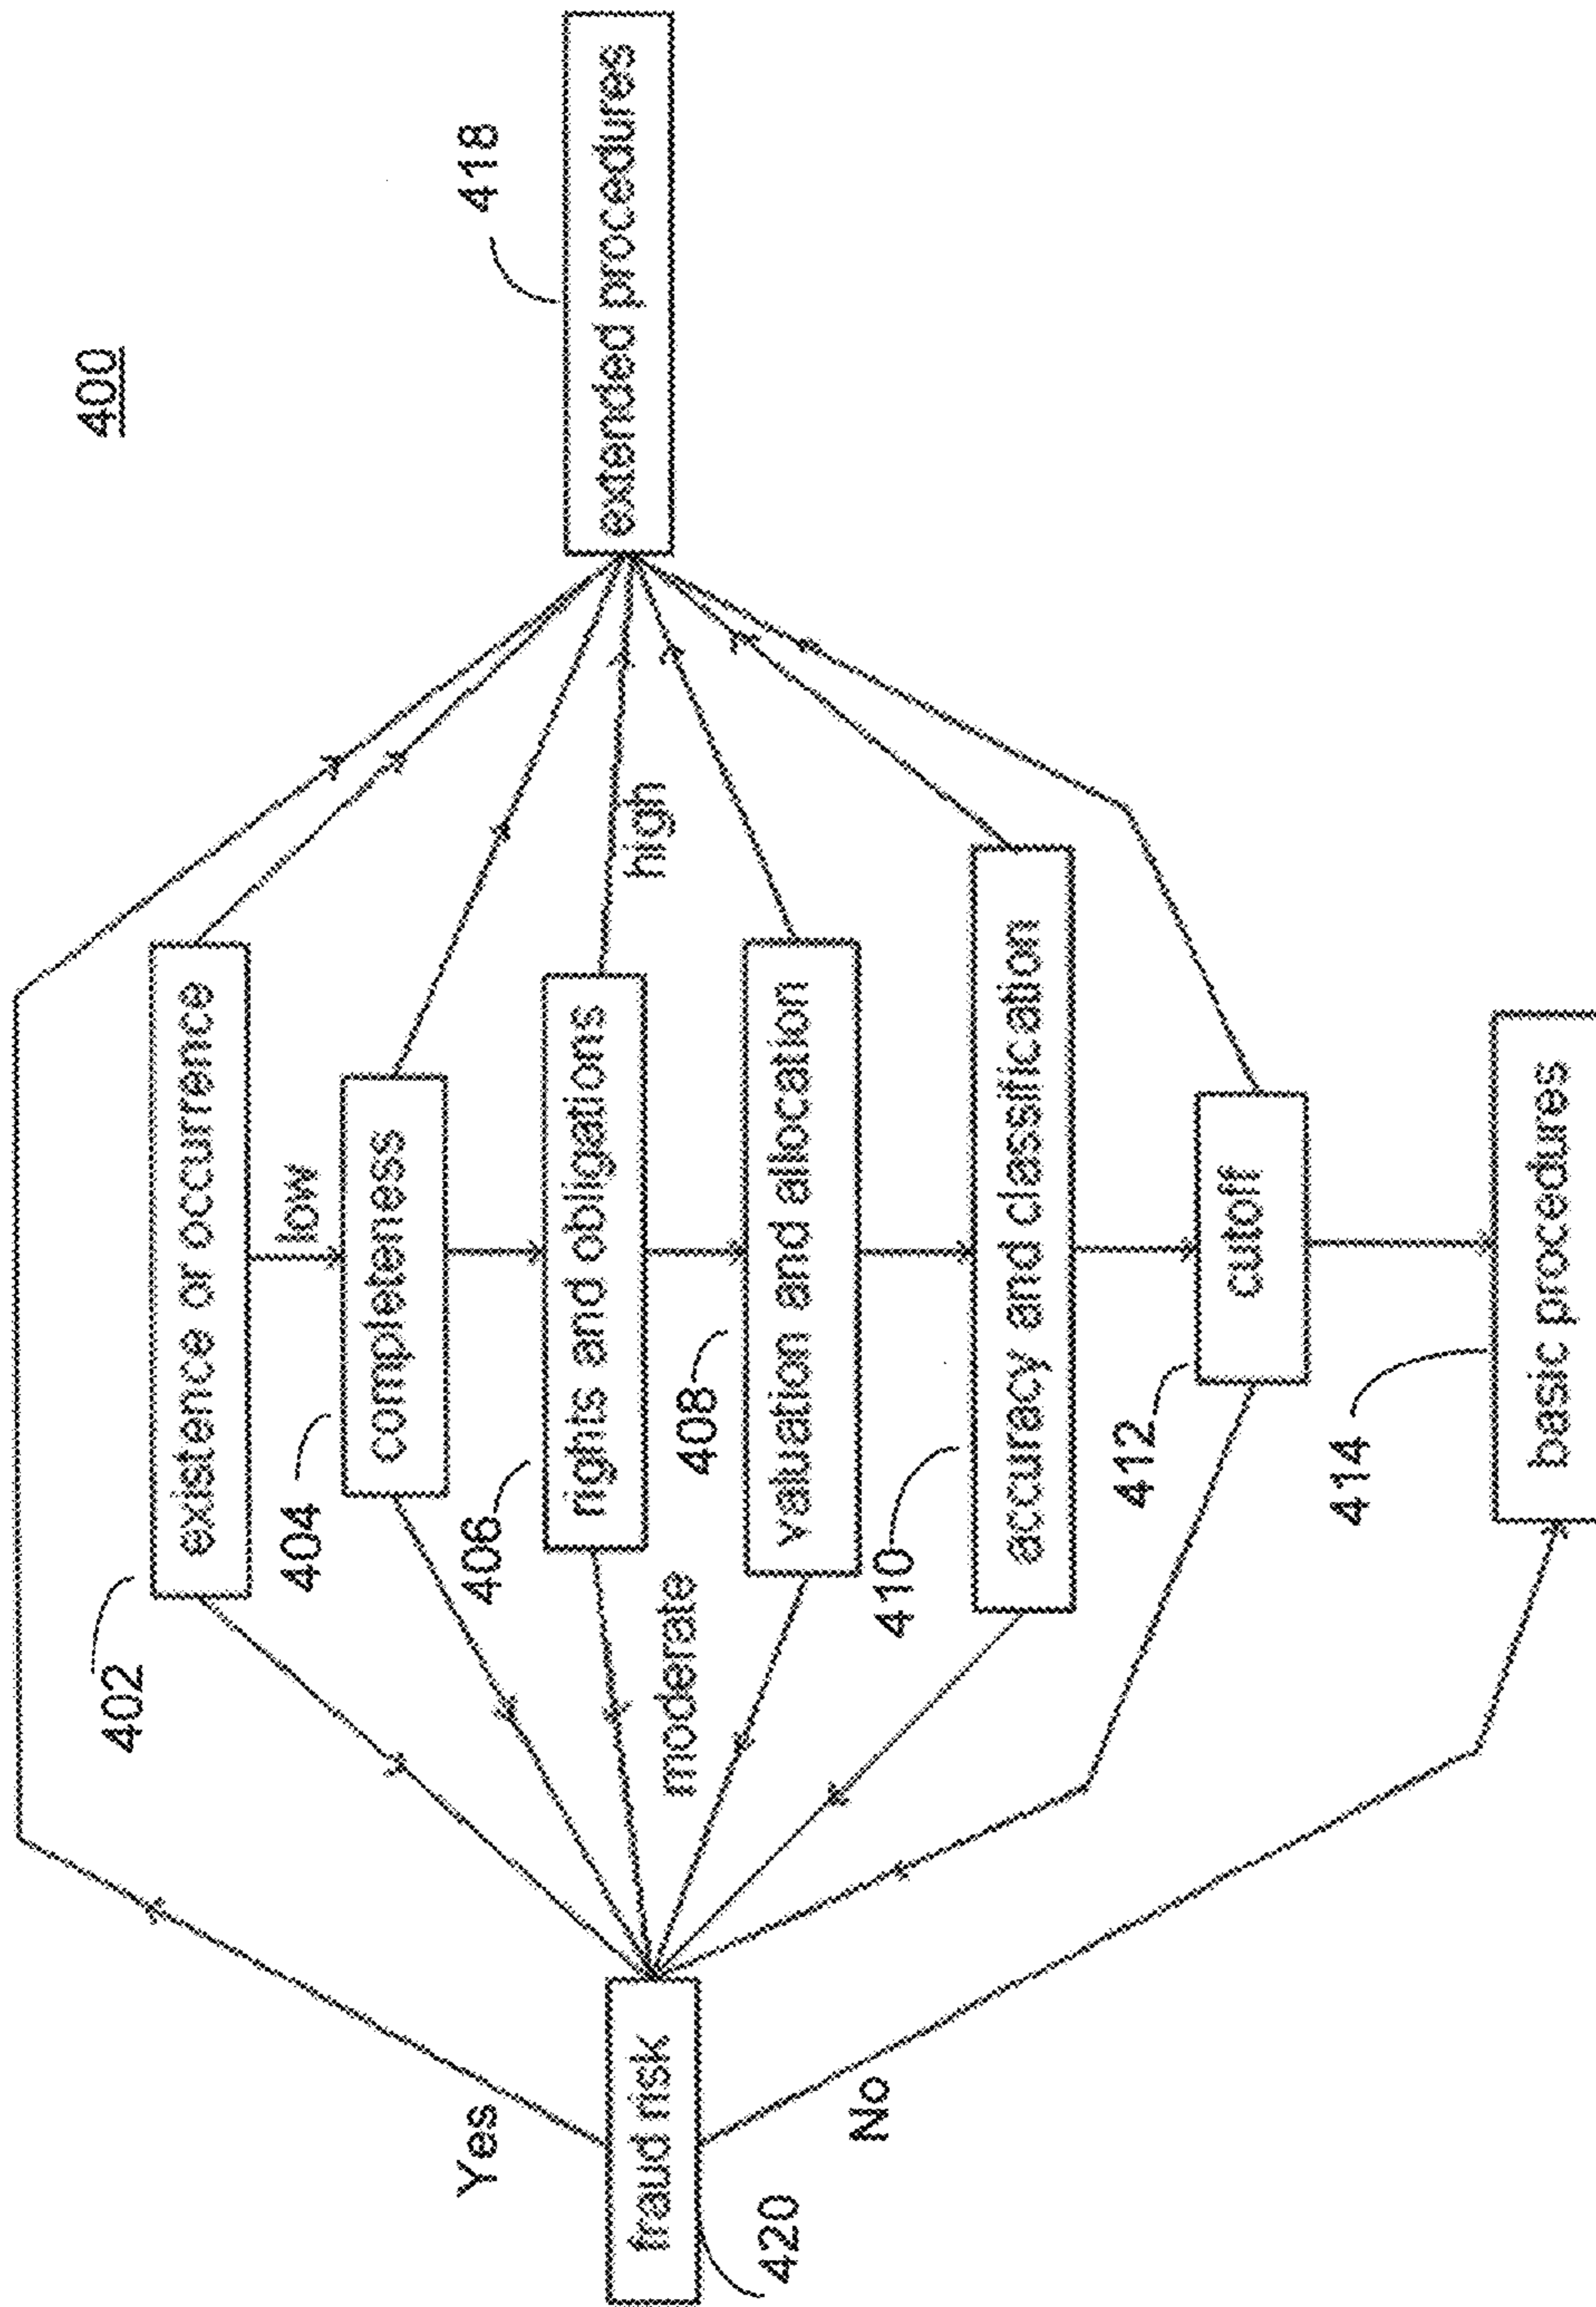 400
402
existence or occurrence
low
404
completeness
406
rights and obligations
high
moderate
408
valuation and allocation
410
accuracy and classification
412
cutoff
414
basic procedures
418
extended procedures
Yes
fraud risk
420
No